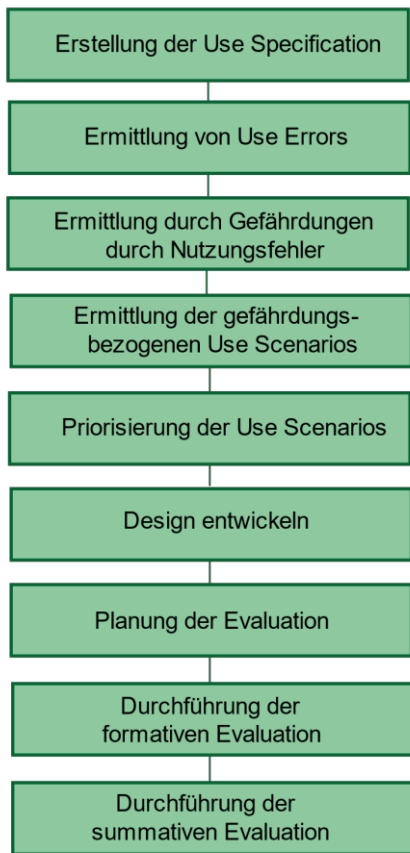 Erstellung der Use Specification
Ermittlung von Use Errors
Ermittlung durch Gefährdungen
durch Nutzungsfehler
Ermittlung der gefährdungs-
bezogenen Use Scenarios
Priorisierung der Use Scenarios
Design entwickeln
Planung der Evaluation
Durchführung der
formativen Evaluation
Durchführung der
summativen Evaluation